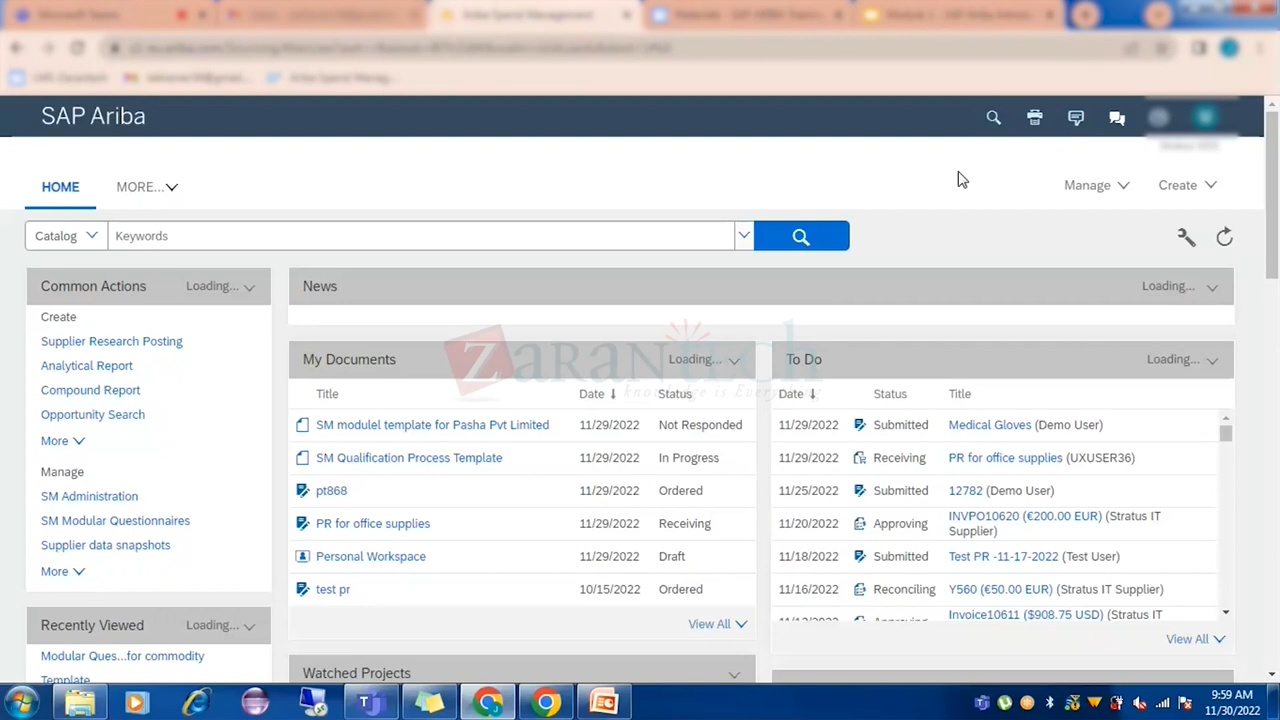 SAP Ariba
HOME
MORE...
Manage
Create
Catalog
Keywords
Common Actions
Loading...
Create
Supplier Research Posting
Analytical Report
Compound Report
Opportunity Search
More
Manage
SM Administration
SM Modular Questionnaires
Supplier data snapshots
More
Recently Viewed
Loading...
Modular Ques...for commodity
Template
News
Loading...
ZaranTech
knowledge is Everything
My Documents
Loading...
Title Date Status
SM modulel template for Pasha Pvt Limited 11/29/2022 Not Responded
SM Qualification Process Template 11/29/2022 In Progress
pt868 11/29/2022 Ordered
PR for office supplies 11/29/2022 Receiving
Personal Workspace 11/29/2022 Draft
test pr 10/15/2022 Ordered
View All
Watched Projects
To Do
Loading...
Date Status Title
11/29/2022 Submitted Medical Gloves (Demo User)
11/29/2022 Receiving PR for office supplies (UXUSER36)
11/25/2022 Submitted 12782 (Demo User)
11/20/2022 Approving INVPO10620 (€200.00 EUR) (Stratus IT
Supplier)
11/18/2022 Submitted Test PR -11-17-2022 (Test User)
11/16/2022 Reconciling Y560 (€50.00 EUR) (Stratus IT Supplier)
Invoice10611 ($908.75 USD) (Stratus IT
View All
9:59 AM
11/30/2022